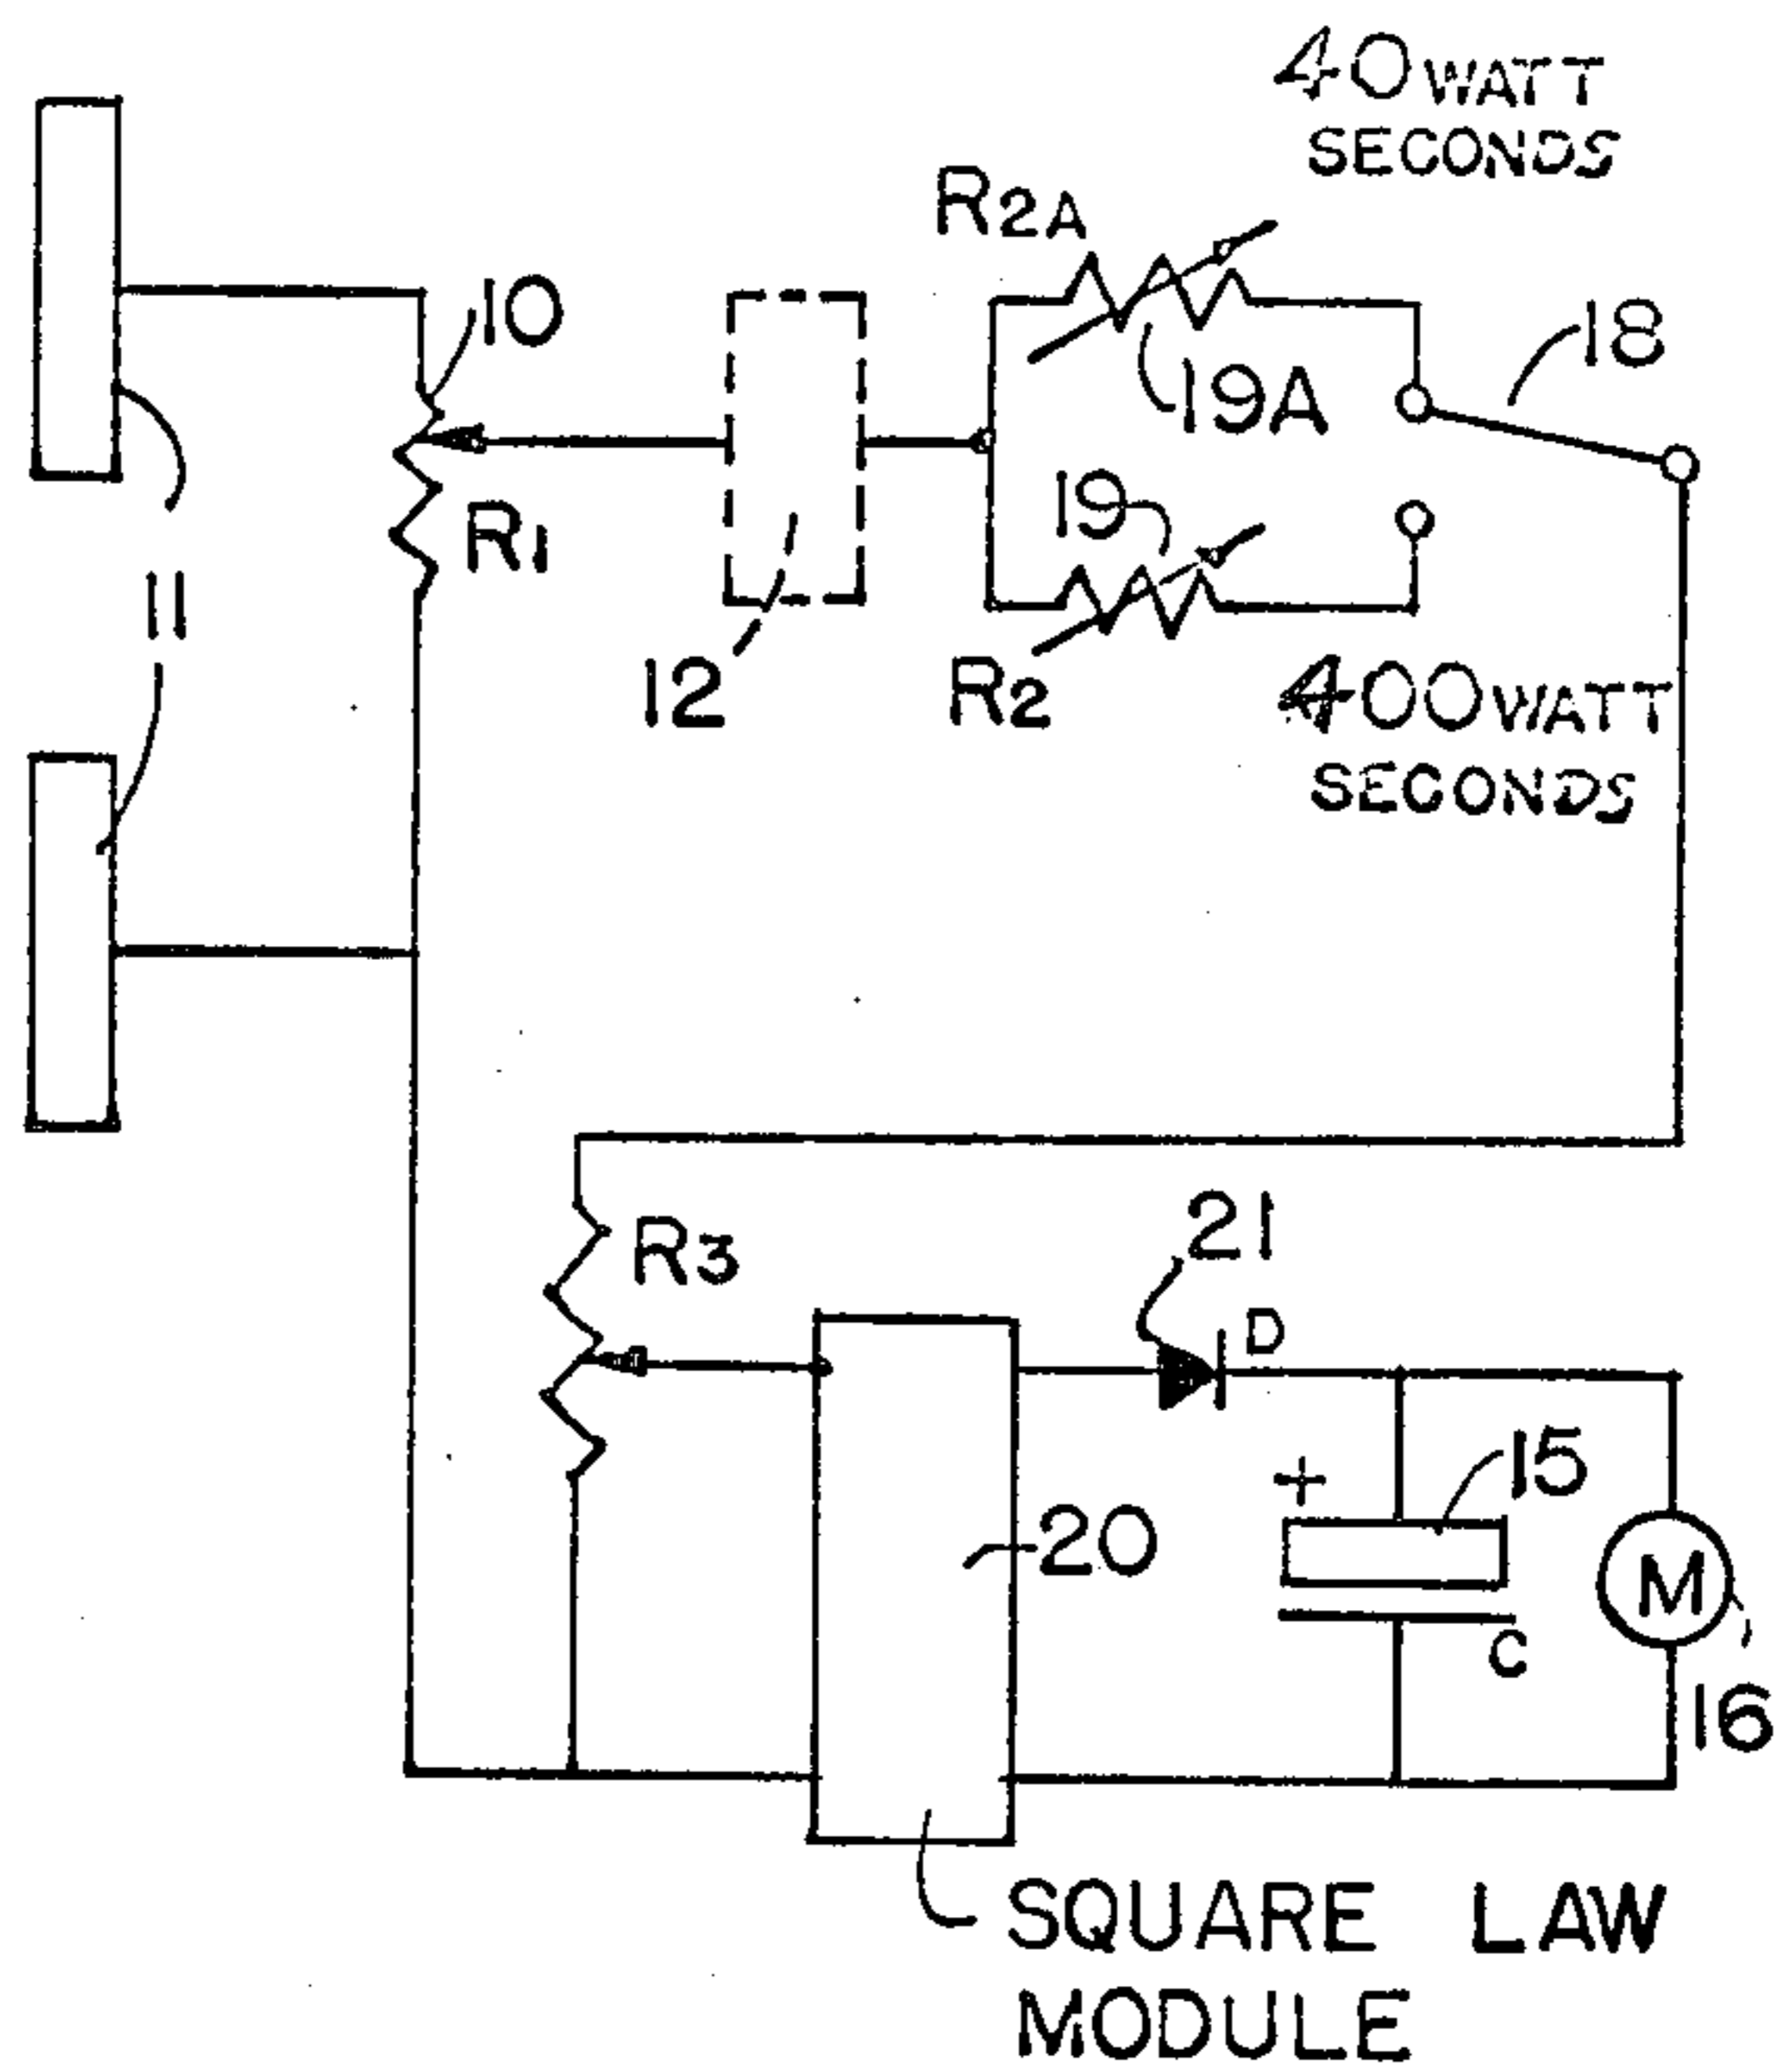 40 WATT
SECONDS
R2A
10
18
19A
19
R1
11
12
R2
400 WATT
SECONDS
R3
21
D
15
+
20
M
C
16
SQUARE LAW
MODULE